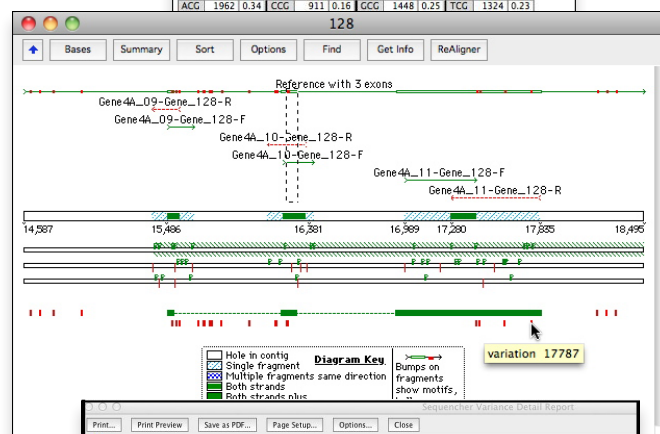 ACG 1962 0.34 CCG 911 0.16 GCG 1448 0.25 TCG 1324 0.23
128
Bases Summary Sort Options Find Get Info ReAligner
Reference with 3 exons
Gene4A_09-Gene_128-R
Gene4A_09-Gene_128-F
Gene4A_10-Gene_128-R
Gene4A_10-Gene_128-F
Gene4A_11-Gene_128-F
Gene4A_11-Gene_128-R
14,587 15,486 16,381 16,989 17,280 17,835 18,495
variation 17787
Hole in contig
Single fragment
Multiple fragments same direction
Both strands
Both strands plus
Diagram Key
Bumps on
fragments
show motifs,
Sequencher Variance Detail Report
Print... Print Preview Save as PDF... Page Setup... Options... Close